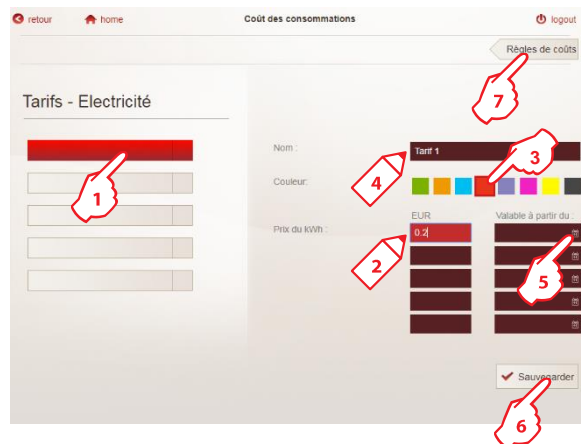 retour home Coût des consommations logout
Règles de coûts
7
Tarifs - Electricité
Nom : Tarif 1
3
Couleur:
4
1
EUR Valable à partir du :
Prix du kWh : 0.2
2
5
Sauvegarder
6